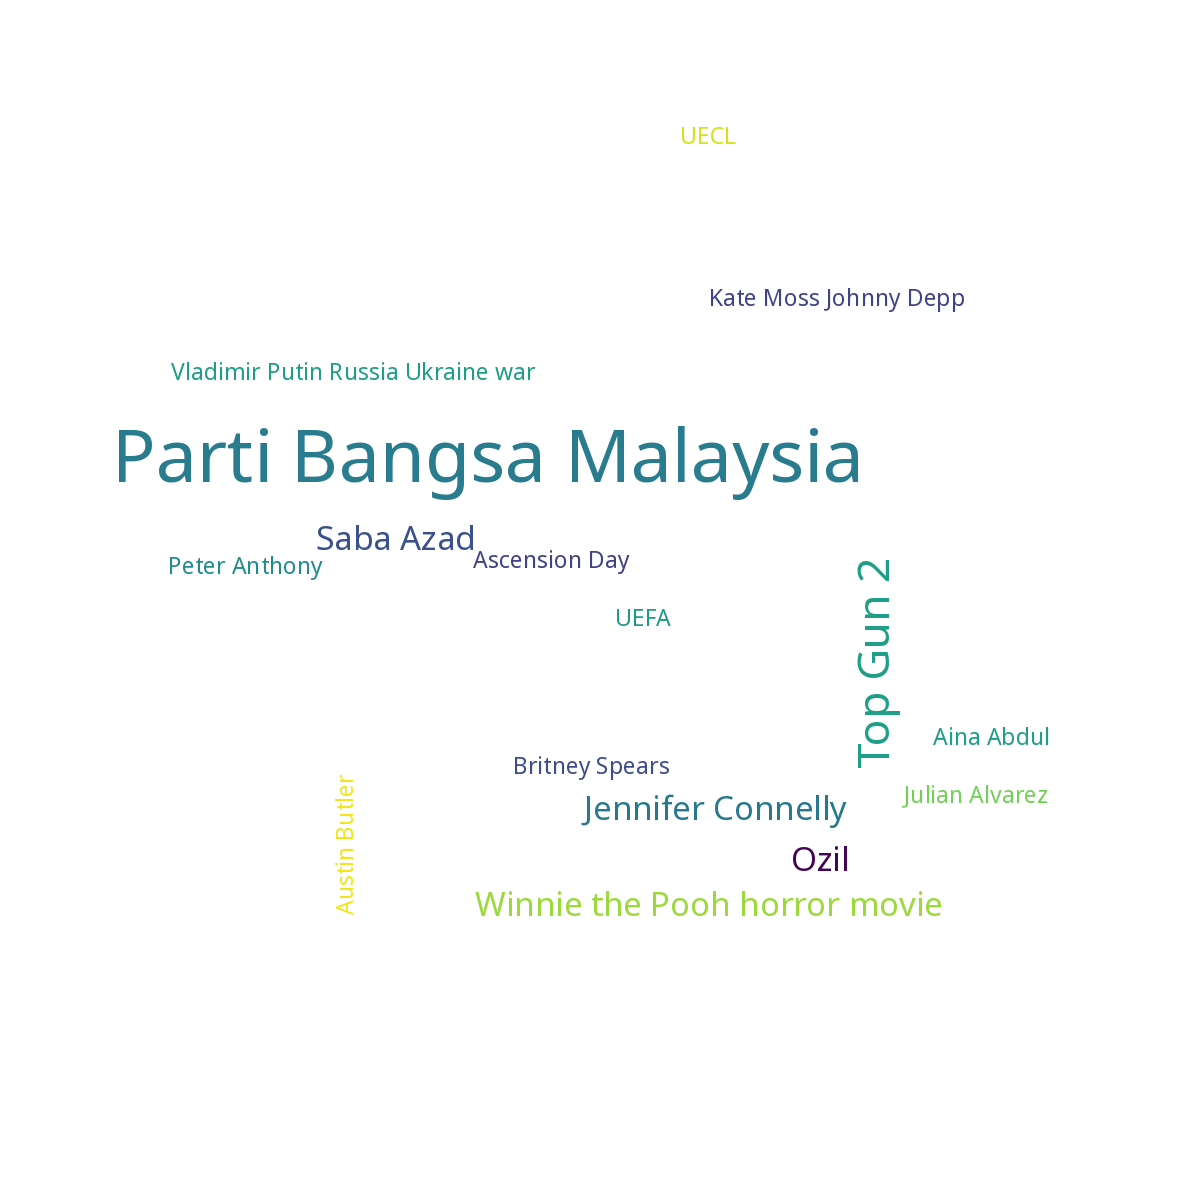 UECL
Kate Moss Johnny Depp
Vladimir Putin Russia Ukraine war
Parti Bangsa Malaysia
Saba Azad
Ascension Day
Peter Anthony
UEFA
Top Gun 2
Aina Abdul
Britney Spears
Julian Alvarez
Jennifer Connelly
Austin Butler
Ozil
Winnie the Pooh horror movie